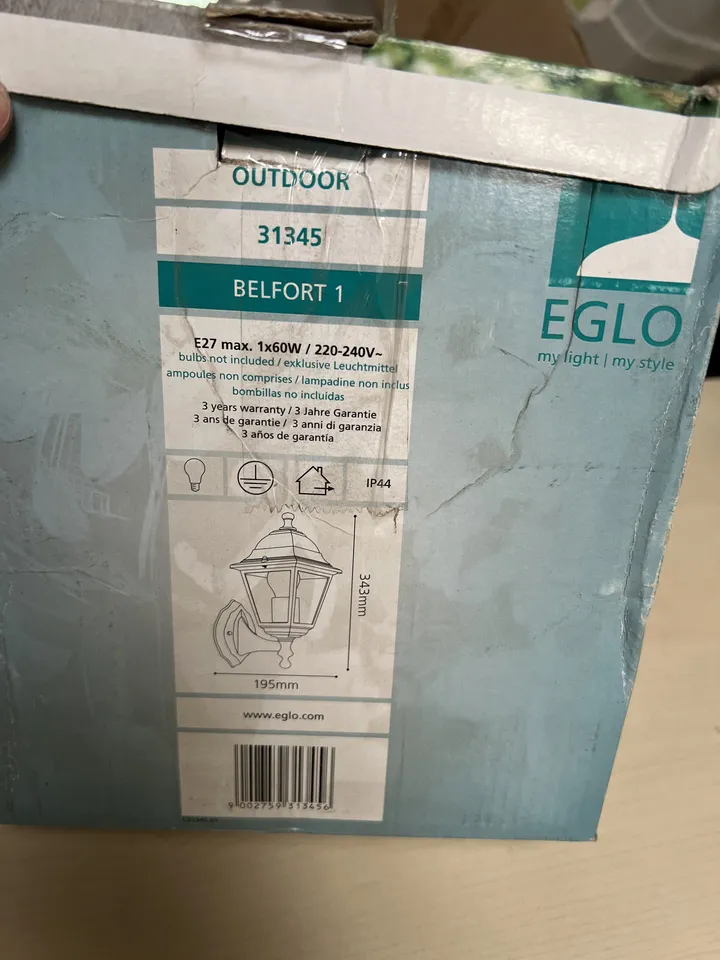 OUTDOOR
31345
BELFORT 1
E27 max. 1x60W / 220-240V~
bulbs not included / exklusive Leuchtmittel
ampoules non comprises / lampadine non inclus
bombillas no incluidas
3 years warranty / 3 Jahre Garantie
3 ans de garantie / 3 anni di garanzia
3 años de garantía
IP44
343mm
195mm
www.eglo.com
9 002759 313456
EGLO
my light | my style